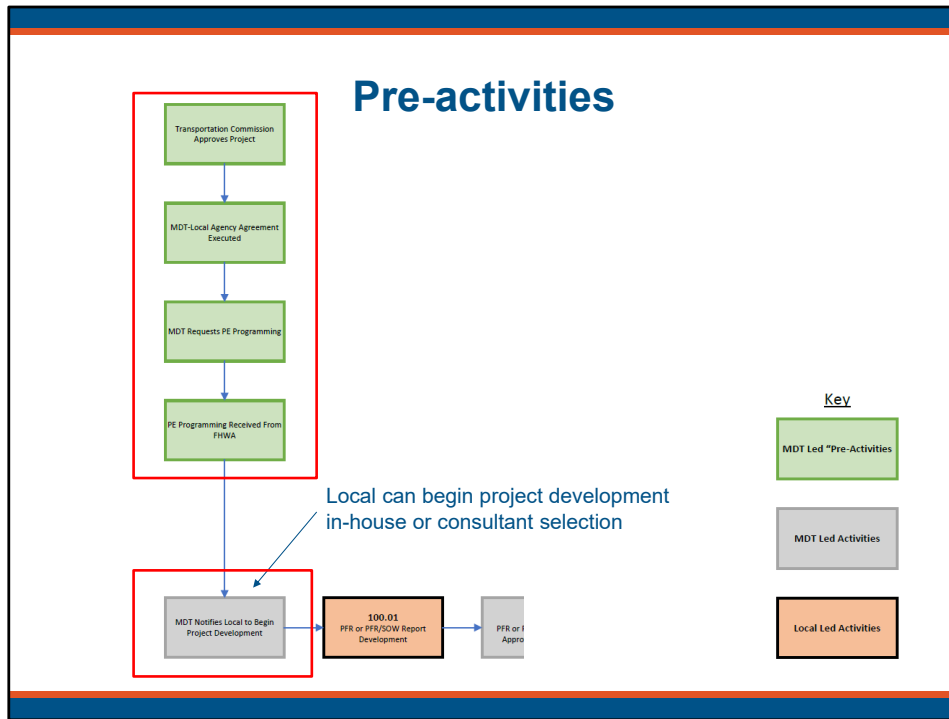 Pre-activities
Transportation Commission
Approves Project
MDT-Local Agency Agreement
Executed
MDT Requests PE Programming
PE Programming Received From
FHWA
Local can begin project development
in-house or consultant selection
MDT Notifies Local to Begin
Project Development
100.01
PFR or PFR/SOW Report
Development
PFR or
Key
MDT Led "Pre-Activities
MDT Led Activities
Local Led Activities